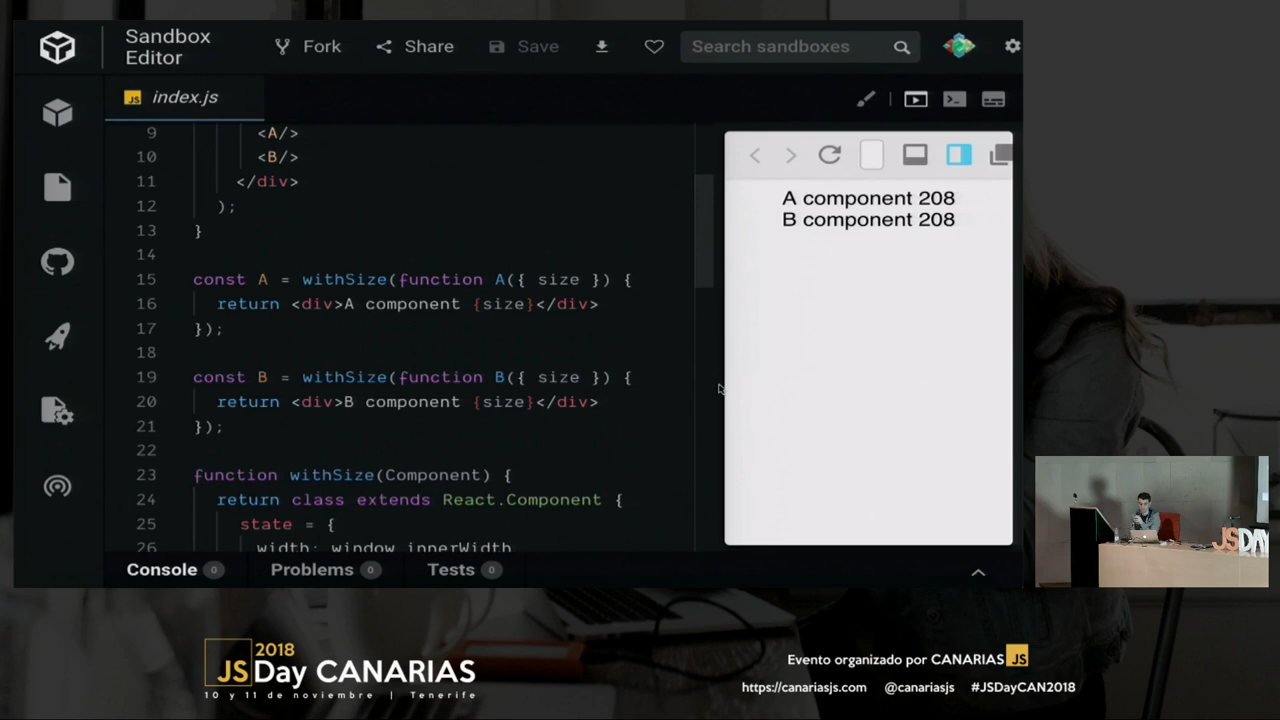 Sandbox
Editor
Fork
Share
Save
Search sandboxes
JS index.js
9 <A/>
10 <B/>
11 </div>
12 );
13 }
14
15 const A = withSize(function A({ size }) {
16 return <div>A component {size}</div>
17 });
18
19 const B = withSize(function B({ size }) {
20 return <div>B component {size}</div>
21 });
22
23 function withSize(Component) {
24 return class extends React.Component {
25 state = {
26 width: window.innerWidth
A component 208
B component 208
Console 0
Problems 0
Tests 0
JSDAY
2018
JSDay CANARIAS
10 y 11 de noviembre | Tenerife
Evento organizado por CANARIAS JS
https://canariasjs.com @canariasjs #JSDayCAN2018